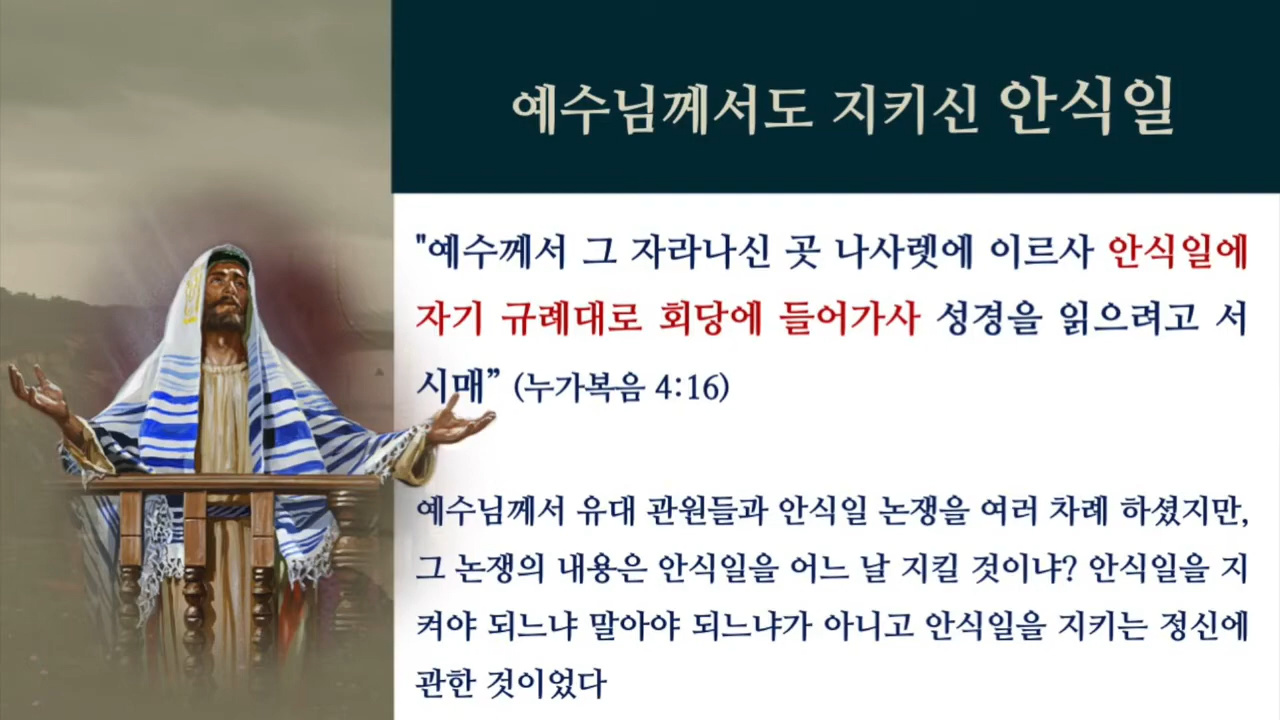 예수님께서도 지키신 안식일
"예수께서 그 자라나신 곳 나사렛에 이르사 안식일에
자기 규례대로 회당에 들어가사 성경을 읽으려고 서
시매” (누가복음 4:16)
예수님께서 유대 관원들과 안식일 논쟁을 여러 차례 하셨지만,
그 논쟁의 내용은 안식일을 어느 날 지킬 것이냐? 안식일을 지
켜야 되느냐 말아야 되느냐가 아니고 안식일을 지키는 정신에
관한 것이었다